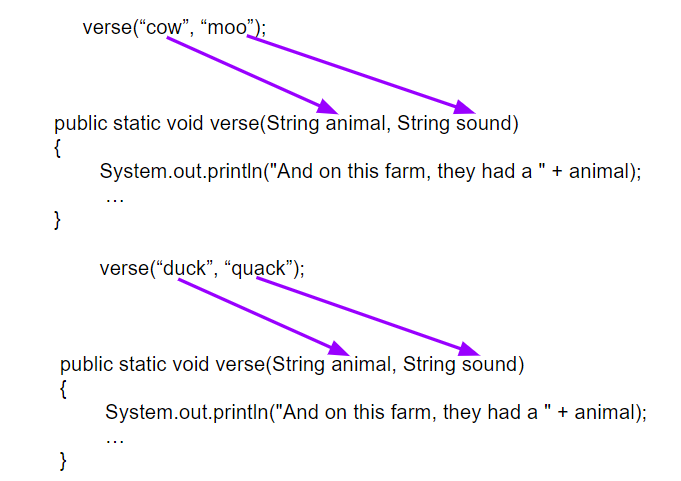 verse(“cow”, “moo”);
public static void verse(String animal, String sound)
{
System.out.println("And on this farm, they had a " + animal);
…
}
verse(“duck”, “quack”);
public static void verse(String animal, String sound)
{
System.out.println("And on this farm, they had a " + animal);
…
}